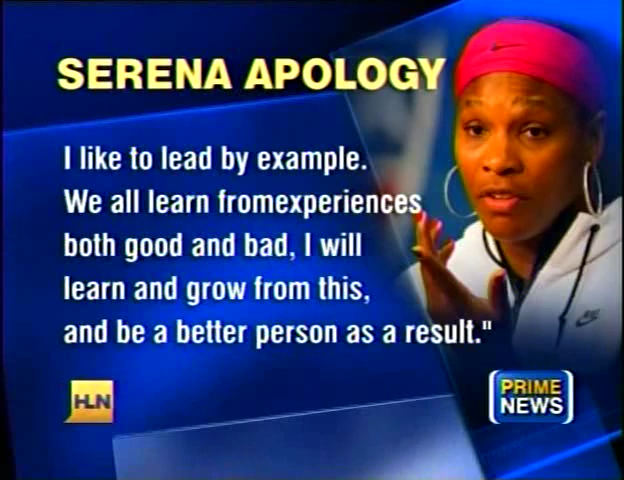 SERENA APOLOGY
I like to lead by example.
We all learn fromexperiences
both good and bad, I will
learn and grow from this,
and be a better person as a result."
HLN
PRIME
NEWS